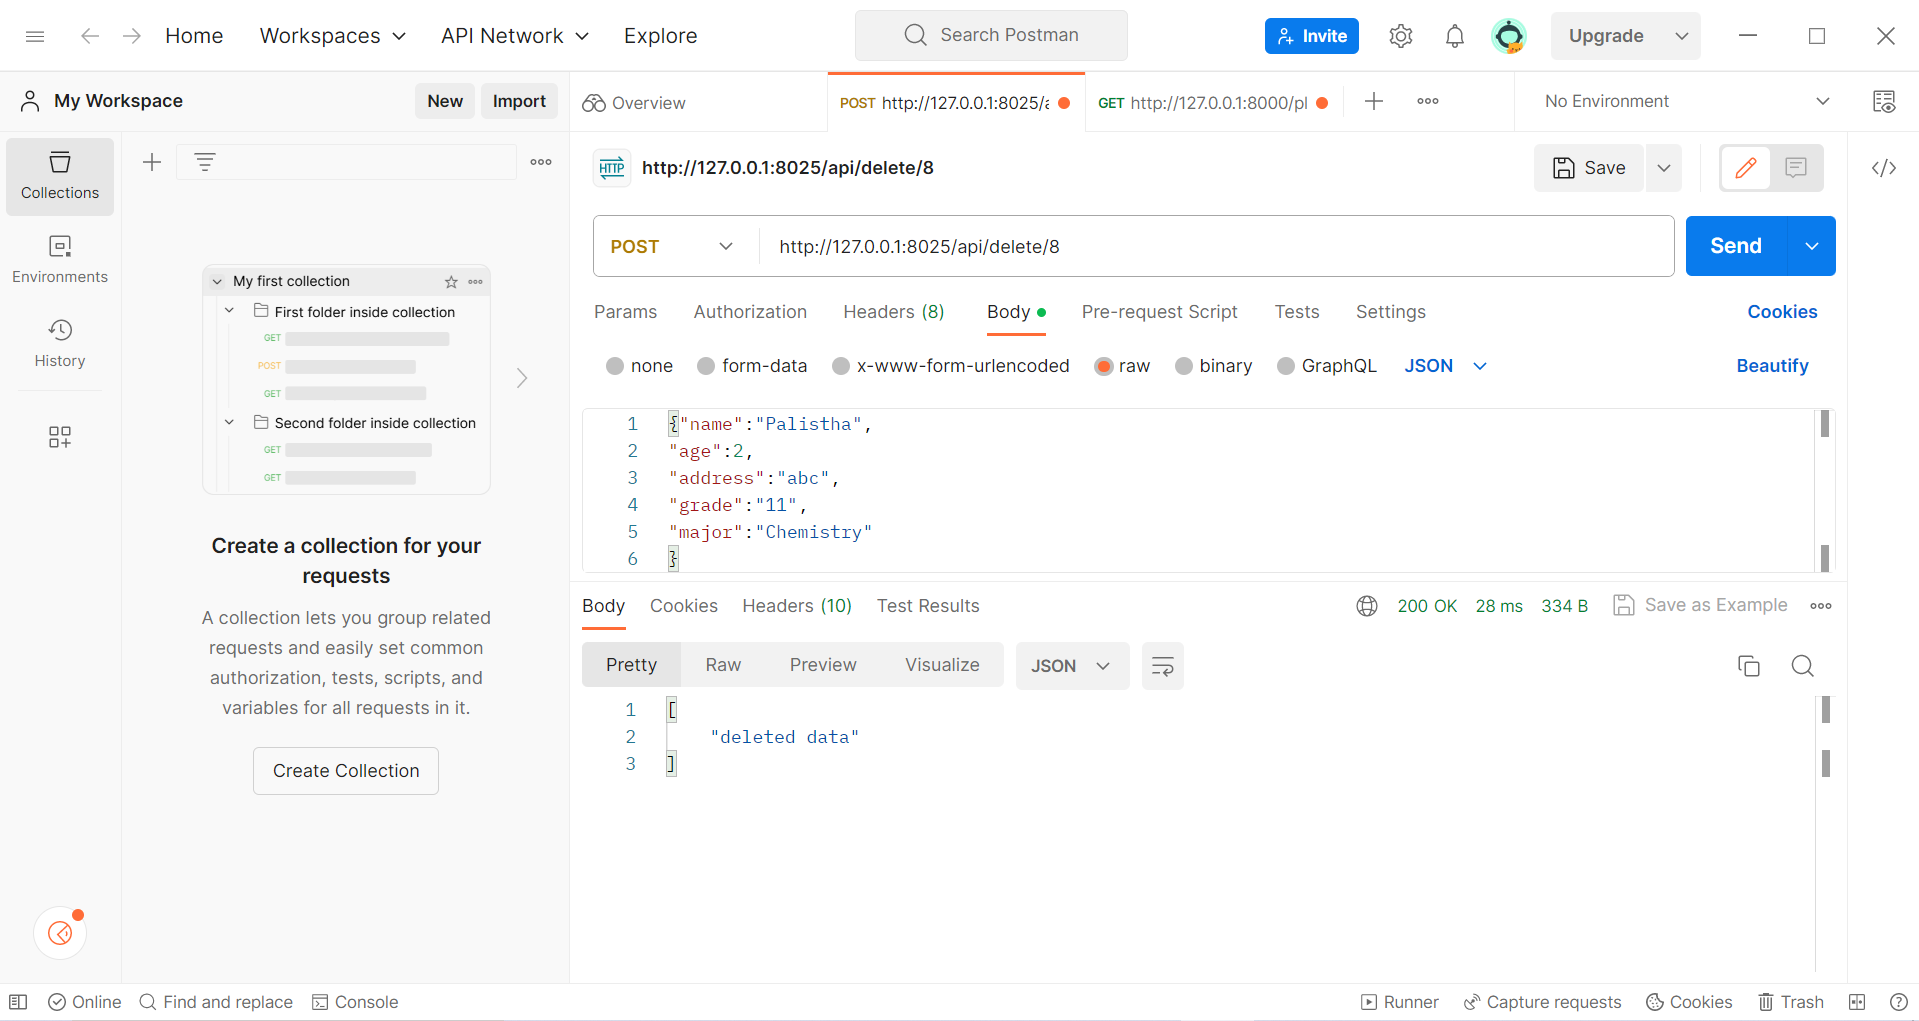 Home Workspaces API Network Explore Search Postman Invite Upgrade
My Workspace New Import Overview POST http://127.0.0.1:8025/a GET http://127.0.0.1:8000/pl No Environment
Collections
Environments
History
My first collection
First folder inside collection
GET
POST
GET
Second folder inside collection
GET
GET
Create a collection for your
requests
A collection lets you group related
requests and easily set common
authorization, tests, scripts, and
variables for all requests in it.
Create Collection
HTTP http://127.0.0.1:8025/api/delete/8 Save
POST http://127.0.0.1:8025/api/delete/8 Send
Params Authorization Headers (8) Body Pre-request Script Tests Settings Cookies
none form-data x-www-form-urlencoded raw binary GraphQL JSON Beautify
1 {"name":"Palistha",
2 "age":2,
3 "address":"abc",
4 "grade":"11",
5 "major":"Chemistry"
6 }
Body Cookies Headers (10) Test Results 200 OK 28 ms 334 B Save as Example
Pretty Raw Preview Visualize JSON
1 [
2 "deleted data"
3 ]
Online Find and replace Console Runner Capture requests Cookies Trash